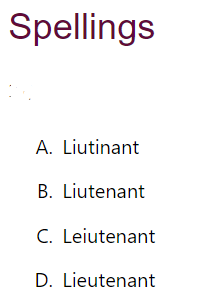 Spellings
A. Liutinant
B. Liutenant
C. Leiutenant
D. Lieutenant